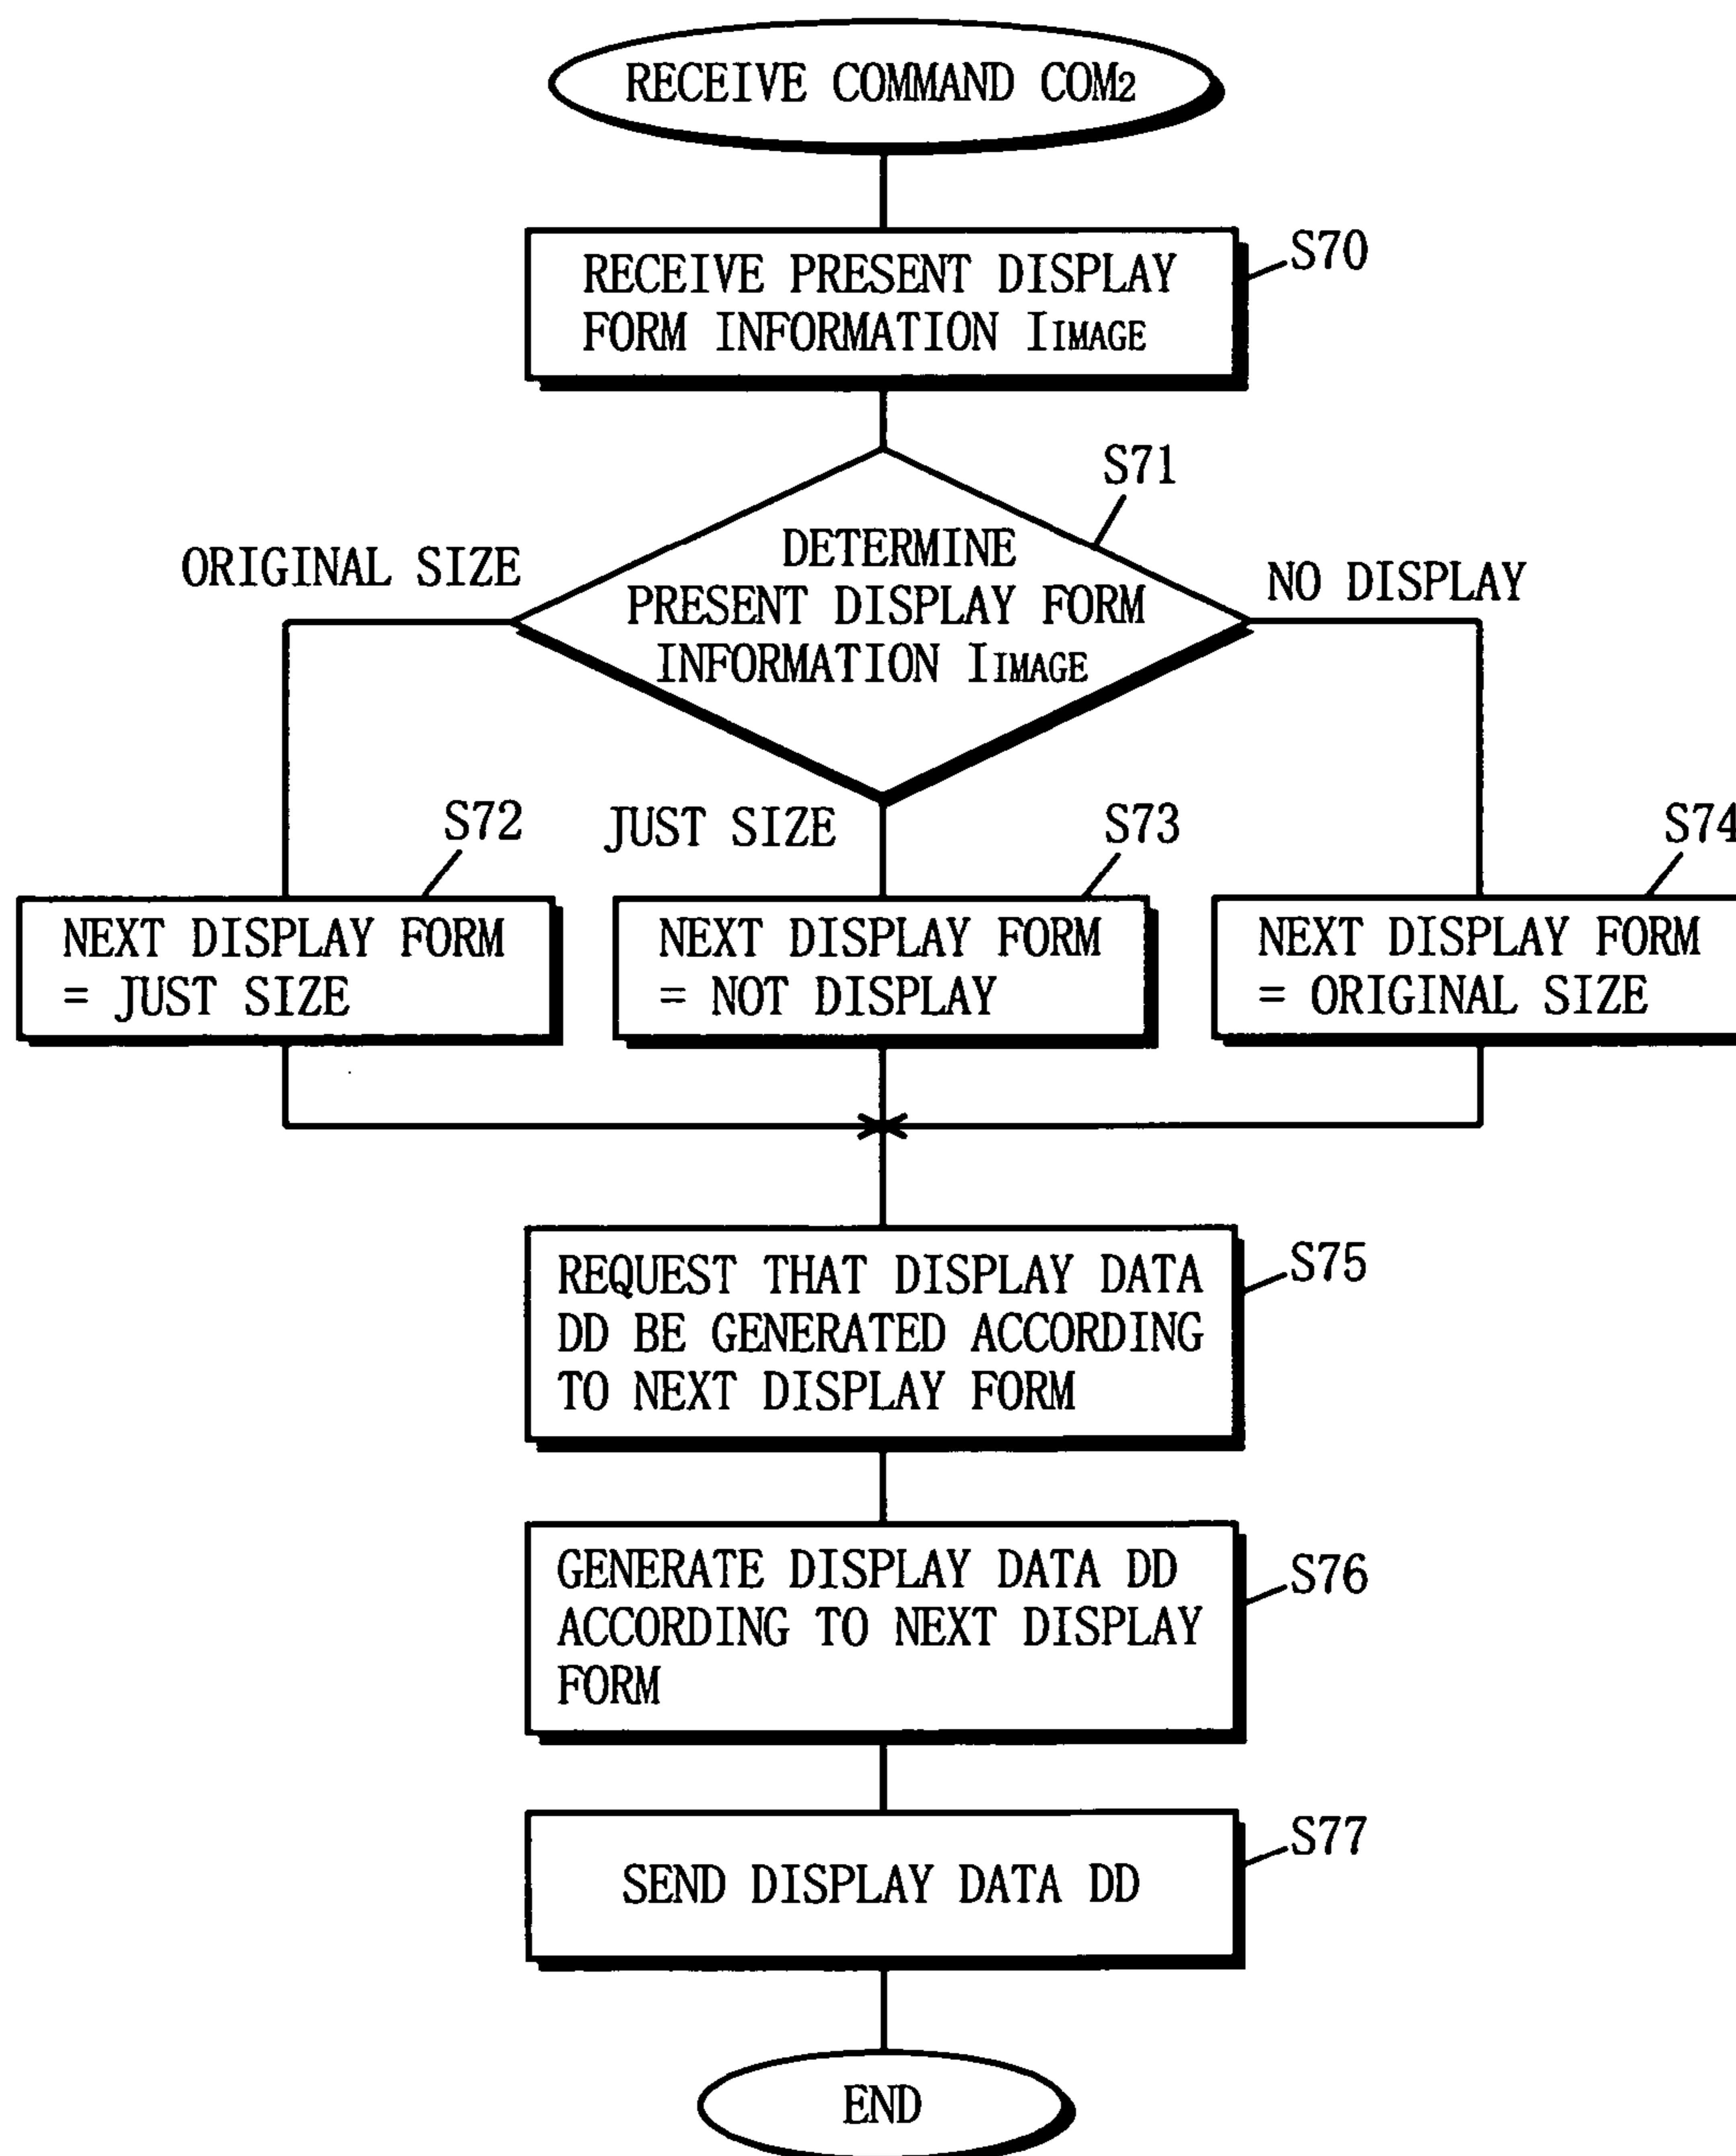 RECEIVE COMMAND COM2
S70
RECEIVE PRESENT DISPLAY
FORM INFORMATION IIMAGE
S71
DETERMINE
PRESENT DISPLAY FORM
INFORMATION IIMAGE
ORIGINAL SIZE
NO DISPLAY
JUST SIZE
S72
NEXT DISPLAY FORM
= JUST SIZE
S73
NEXT DISPLAY FORM
= NOT DISPLAY
S74
NEXT DISPLAY FORM
= ORIGINAL SIZE
S75
REQUEST THAT DISPLAY DATA
DD BE GENERATED ACCORDING
TO NEXT DISPLAY FORM
S76
GENERATE DISPLAY DATA DD
ACCORDING TO NEXT DISPLAY
FORM
S77
SEND DISPLAY DATA DD
END